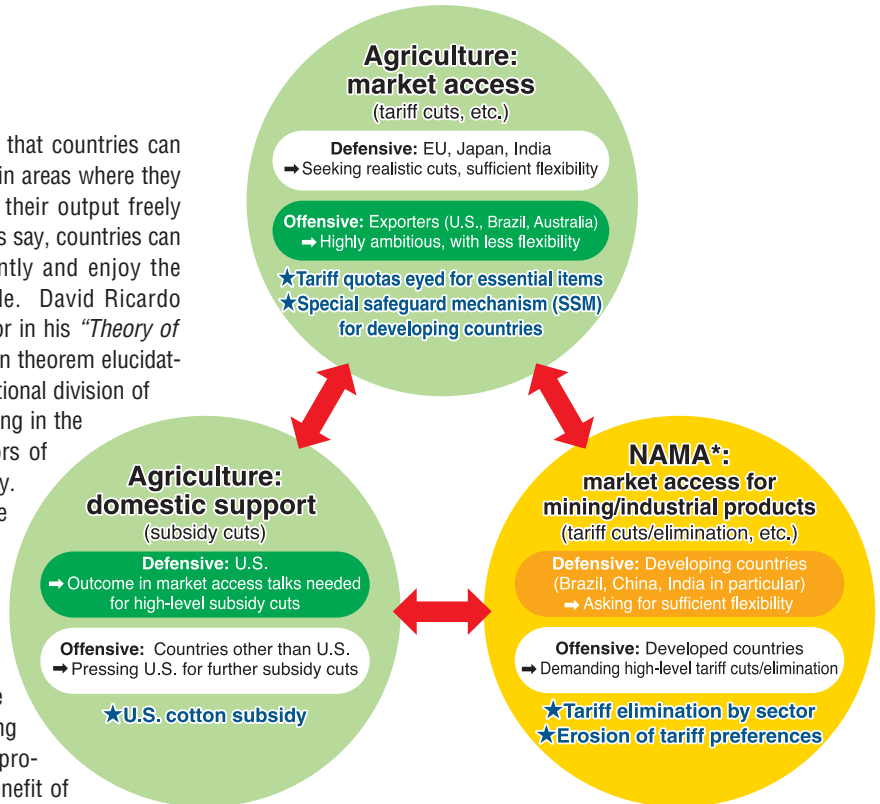 that countries can
in areas where they
their output freely
s say, countries can
ntly and enjoy the
de. David Ricardo
or in his "Theory of
n theorem elucidat-
tional division of
ng in the
ors of
y.
e
e
ng
pro-
nefit of
Agriculture:
market access
(tariff cuts, etc.)
Defensive: EU, Japan, India
➡ Seeking realistic cuts, sufficient flexibility
Offensive: Exporters (U.S., Brazil, Australia)
➡ Highly ambitious, with less flexibility
★Tariff quotas eyed for essential items
★Special safeguard mechanism (SSM)
for developing countries
Agriculture:
domestic support
(subsidy cuts)
Defensive: U.S.
➡ Outcome in market access talks needed
for high-level subsidy cuts
Offensive: Countries other than U.S.
➡ Pressing U.S. for further subsidy cuts
★U.S. cotton subsidy
NAMA*:
market access for
mining/industrial products
(tariff cuts/elimination, etc.)
Defensive: Developing countries
(Brazil, China, India in particular)
➡ Asking for sufficient flexibility
Offensive: Developed countries
➡ Demanding high-level tariff cuts/elimination
★Tariff elimination by sector
★Erosion of tariff preferences